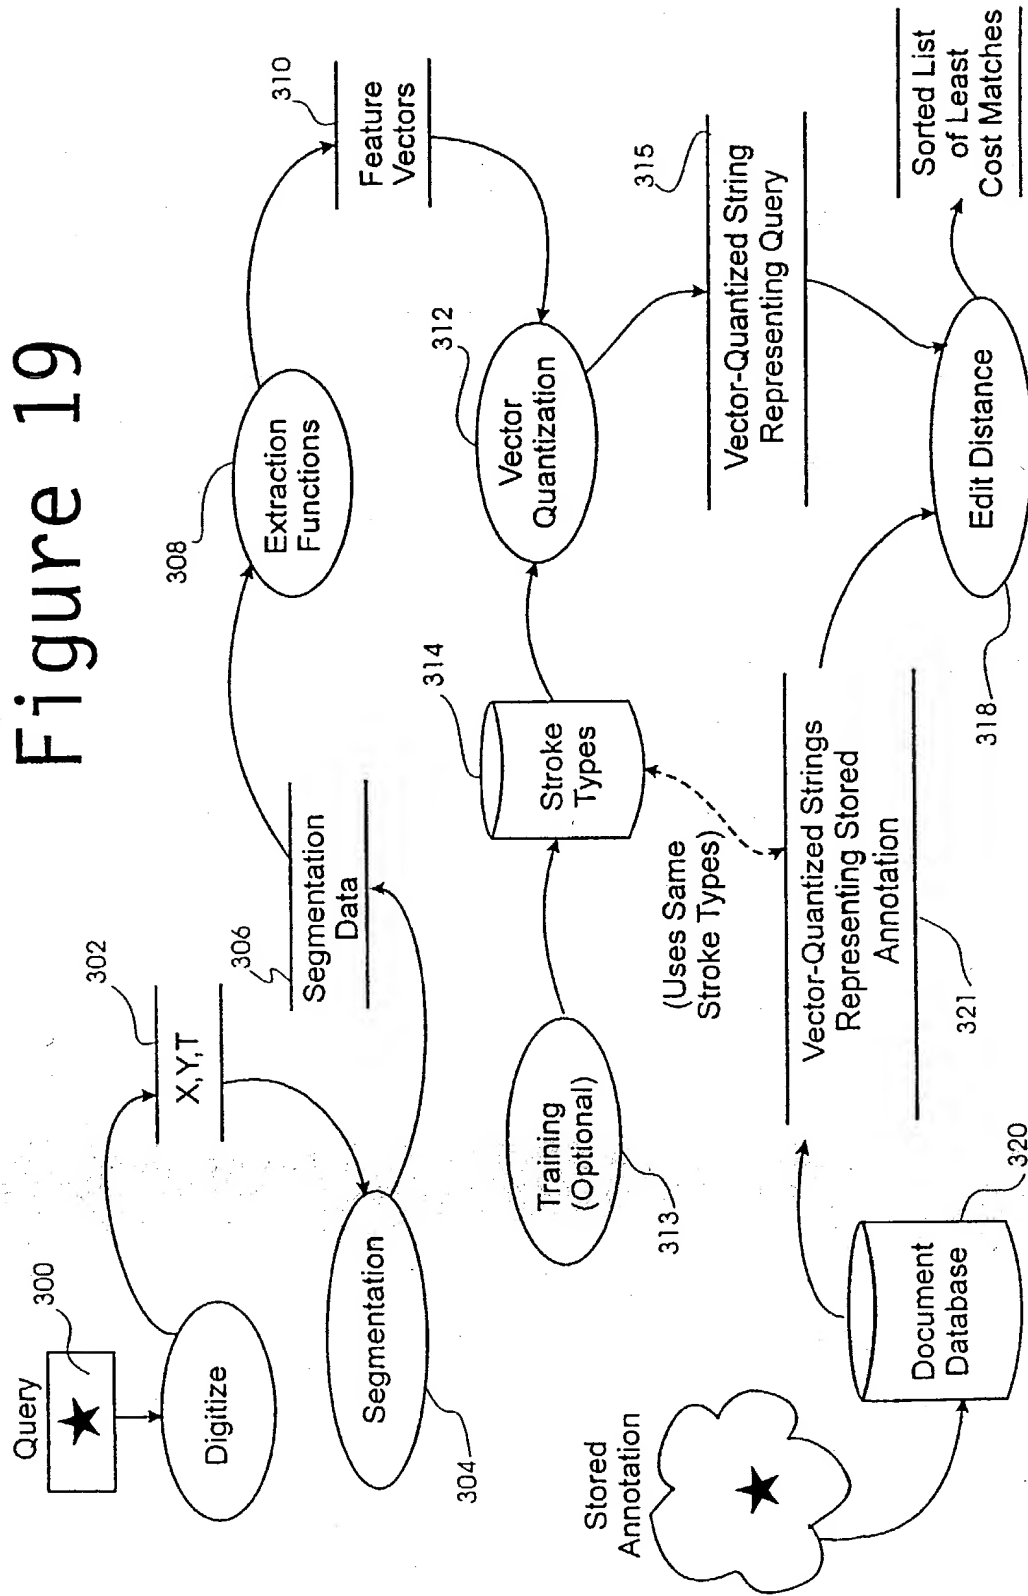 Figure 19
Query
300
Digitize
302
X,Y,T
Segmentation
304
306
Segmentation
Data
308
Extraction
Functions
310
Feature
Vectors
312
Vector
Quantization
314
Stroke
Types
Training
(Optional)
313
(Uses Same
Stroke Types)
315
Vector-Quantized String
Representing Query
Stored
Annotation
Document
Database
320
Vector-Quantized Strings
Representing Stored
Annotation
321
Edit Distance
318
Sorted List
of Least
Cost Matches